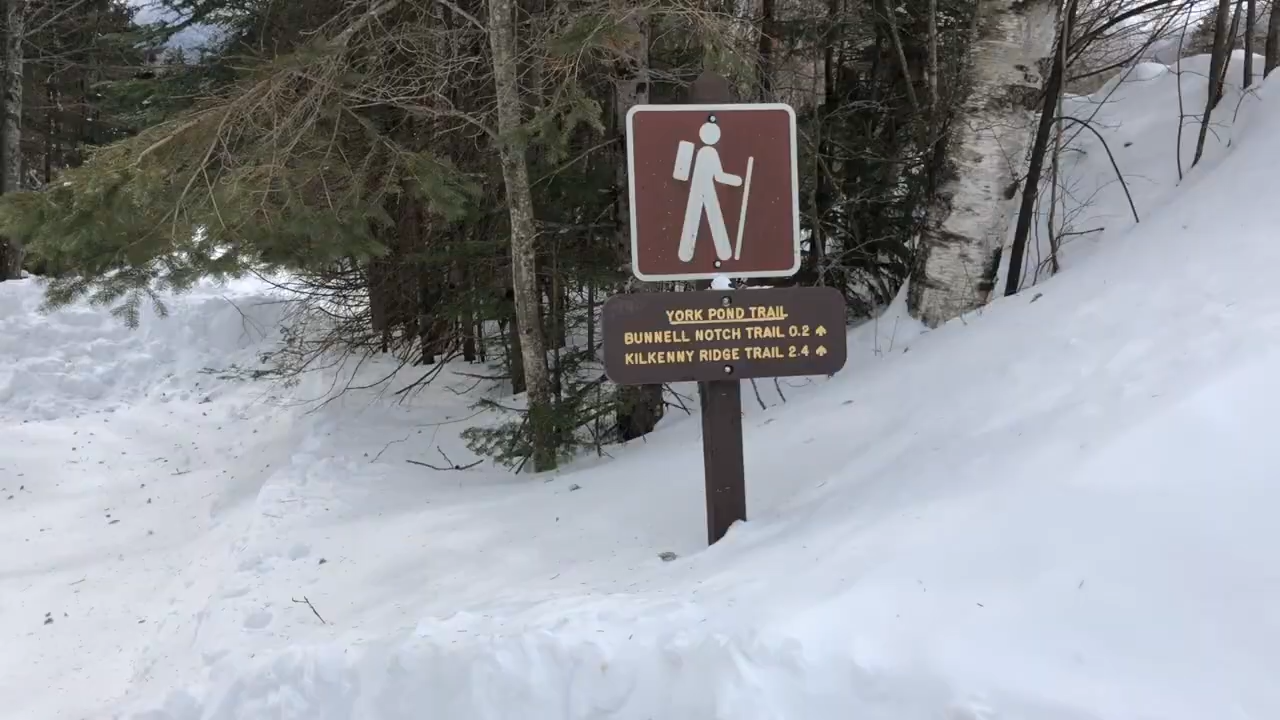 YORK POND TRAIL
BUNNELL NOTCH TRAIL 0.2
KILKENNY RIDGE TRAIL 2.4